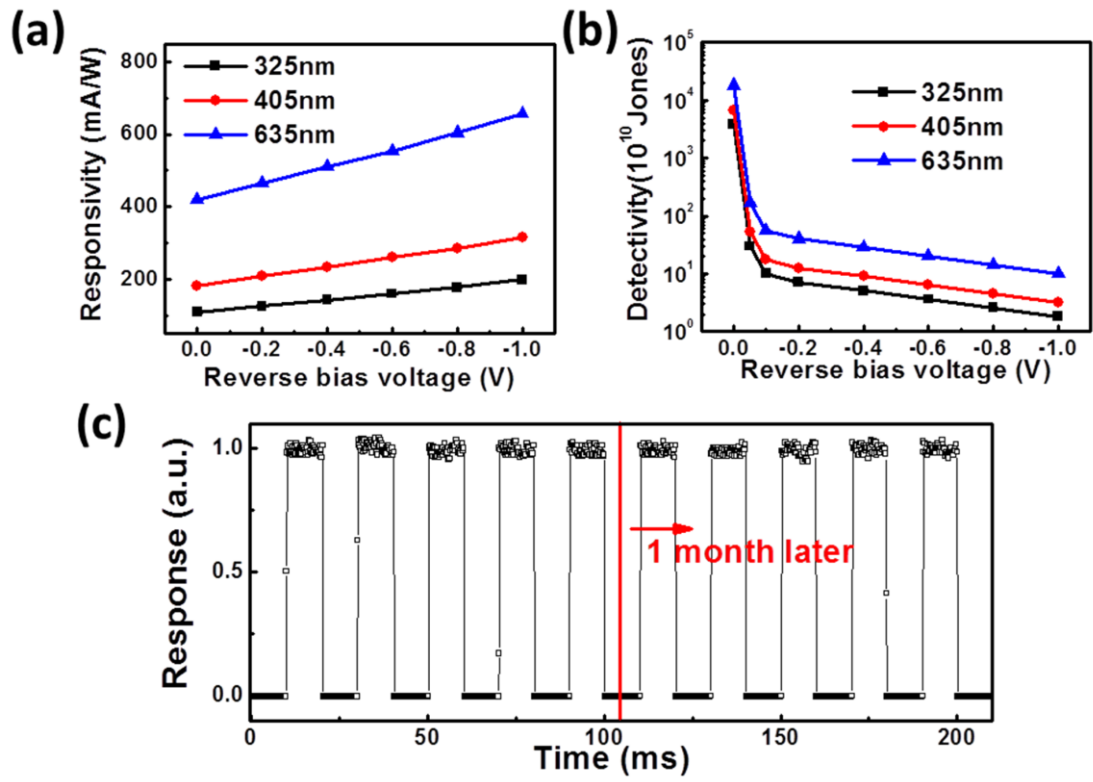 (a)
Responsivity (mA/W)
800
600
400
200
325nm
405nm
635nm
0.0 -0.2 -0.4 -0.6 -0.8 -1.0
Reverse bias voltage (V)
(b)
Detectivity(10^10 Jones)
10^5
10^4
10^3
10^2
10^1
10^0
325nm
405nm
635nm
0.0 -0.2 -0.4 -0.6 -0.8 -1.0
Reverse bias voltage (V)
(c)
Response (a.u.)
1.0
0.5
0.0
1 month later
0 50 100 150 200
Time (ms)